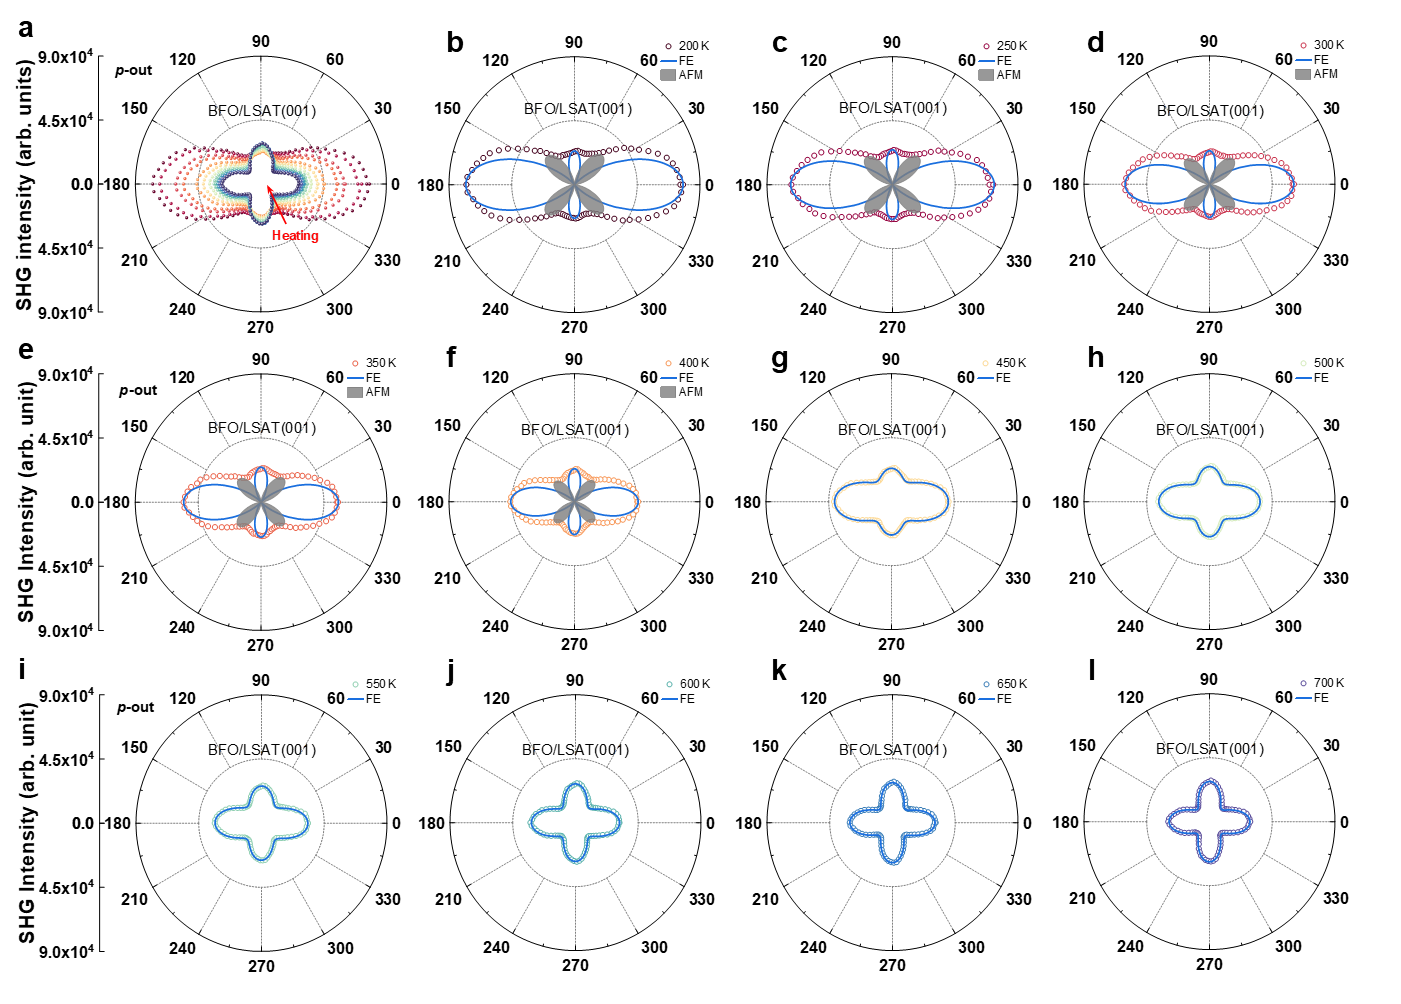 a
SHG intensity (arb. units)
9.0x10⁴
4.5x10⁴
0.0
4.5x10⁴
9.0x10⁴
p-out
BFO/LSAT(001)
Heating
90
60
30
0
330
300
270
240
210
180
150
120
b
200 K
FE
AFM
BFO/LSAT(001)
90
60
30
0
330
300
270
240
210
180
150
120
c
250 K
FE
AFM
BFO/LSAT(001)
90
60
30
0
330
300
270
240
210
180
150
120
d
300 K
FE
AFM
BFO/LSAT(001)
90
60
30
0
330
300
270
240
210
180
150
120
e
SHG Intensity (arb. unit)
9.0x10⁴
4.5x10⁴
0.0
4.5x10⁴
9.0x10⁴
p-out
350 K
FE
AFM
BFO/LSAT(001)
90
60
30
0
330
300
270
240
210
180
150
120
f
400 K
FE
AFM
BFO/LSAT(001)
90
60
30
0
330
300
270
240
210
180
150
120
g
450 K
FE
BFO/LSAT(001)
90
60
30
0
330
300
270
240
210
180
150
120
h
500 K
FE
BFO/LSAT(001)
90
60
30
0
330
300
270
240
210
180
150
120
i
SHG Intensity (arb. unit)
9.0x10⁴
4.5x10⁴
0.0
4.5x10⁴
9.0x10⁴
p-out
550 K
FE
BFO/LSAT(001)
90
60
30
0
330
300
270
240
210
180
150
120
j
600 K
FE
BFO/LSAT(001)
90
60
30
0
330
300
270
240
210
180
150
120
k
650 K
FE
BFO/LSAT(001)
90
60
30
0
330
300
270
240
210
180
150
120
l
700 K
FE
BFO/LSAT(001)
90
60
30
0
330
300
270
240
210
180
150
120